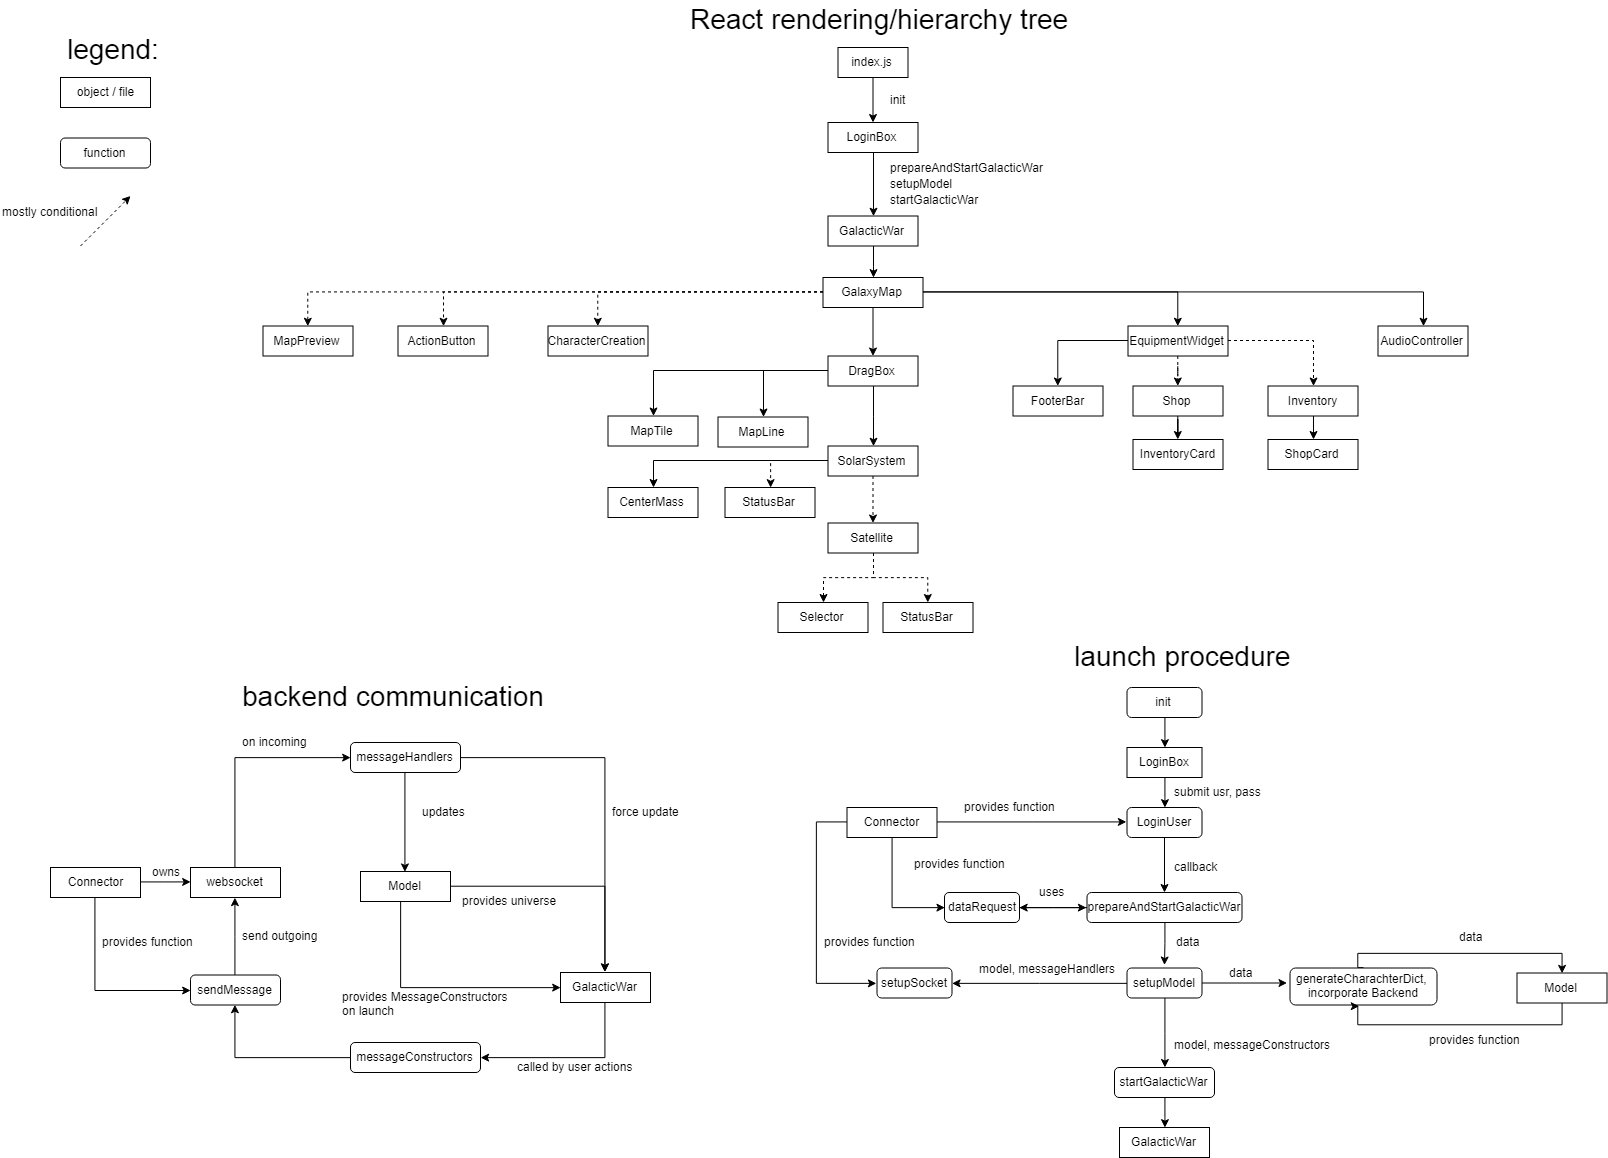 React rendering/hierarchy tree
legend:
object / file
function
mostly conditional
index.js
init
LoginBox
prepareAndStartGalacticWar
setupModel
startGalacticWar
GalacticWar
GalaxyMap
MapPreview
ActionButton
CharacterCreation
EquipmentWidget
AudioController
DragBox
FooterBar
Shop
Inventory
MapTile
MapLine
InventoryCard
ShopCard
SolarSystem
CenterMass
StatusBar
Satellite
Selector
StatusBar
backend communication
on incoming
messageHandlers
updates
force update
Connector
owns
websocket
Model
provides universe
provides function
send outgoing
sendMessage
GalacticWar
provides MessageConstructors
on launch
messageConstructors
called by user actions
launch procedure
init
LoginBox
submit usr, pass
Connector
provides function
LoginUser
provides function
callback
dataRequest
uses
prepareAndStartGalacticWar
provides function
data
data
setupSocket
model, messageHandlers
setupModel
data
generateCharachterDict,
incorporate Backend
Model
provides function
model, messageConstructors
startGalacticWar
GalacticWar